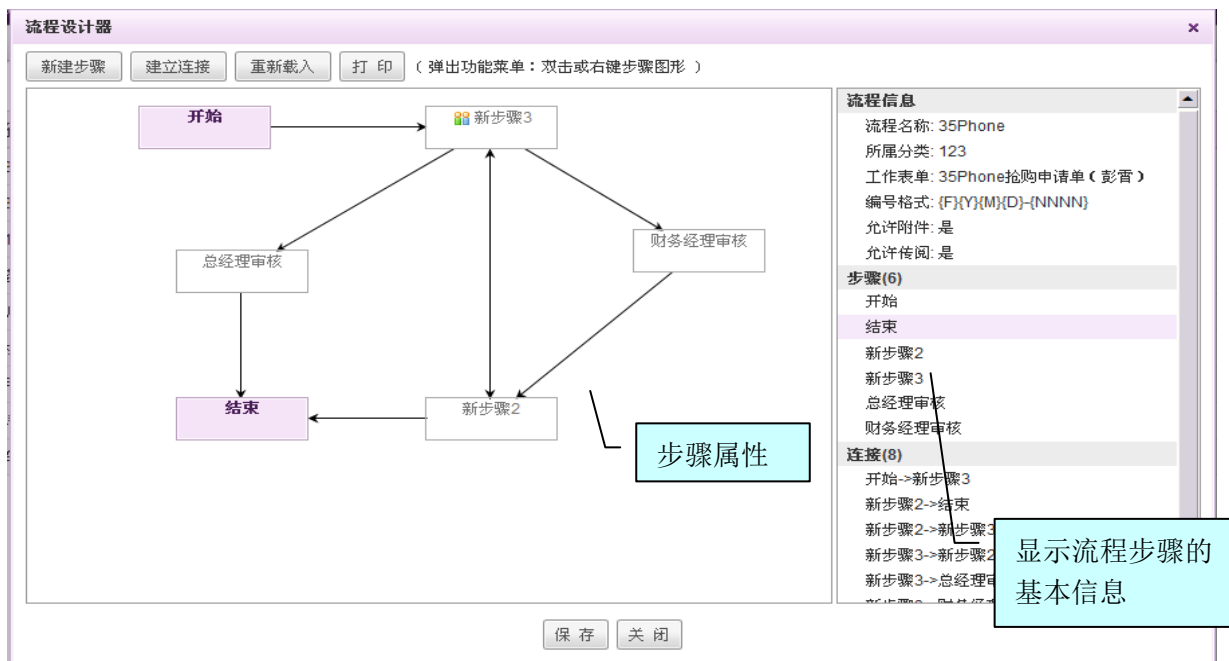 流程设计器
×
新建步骤 建立连接 重新载入 打 印 ( 弹出功能菜单：双击或右键步骤图形 )
开始
新步骤3
总经理审核
财务经理审核
结束
新步骤2
步骤属性
流程信息
流程名称: 35Phone
所属分类: 123
工作表单: 35Phone抢购申请单（彭霄）
编号格式: {F}{Y}{M}{D}-{NNNN}
允许附件: 是
允许传阅: 是
步骤(6)
开始
结束
新步骤2
新步骤3
总经理审核
财务经理审核
连接(8)
开始->新步骤3
新步骤2->结束
新步骤2->新步骤3
新步骤3->新步骤2
新步骤3->总经理
显示流程步骤的
基本信息
保 存 关 闭